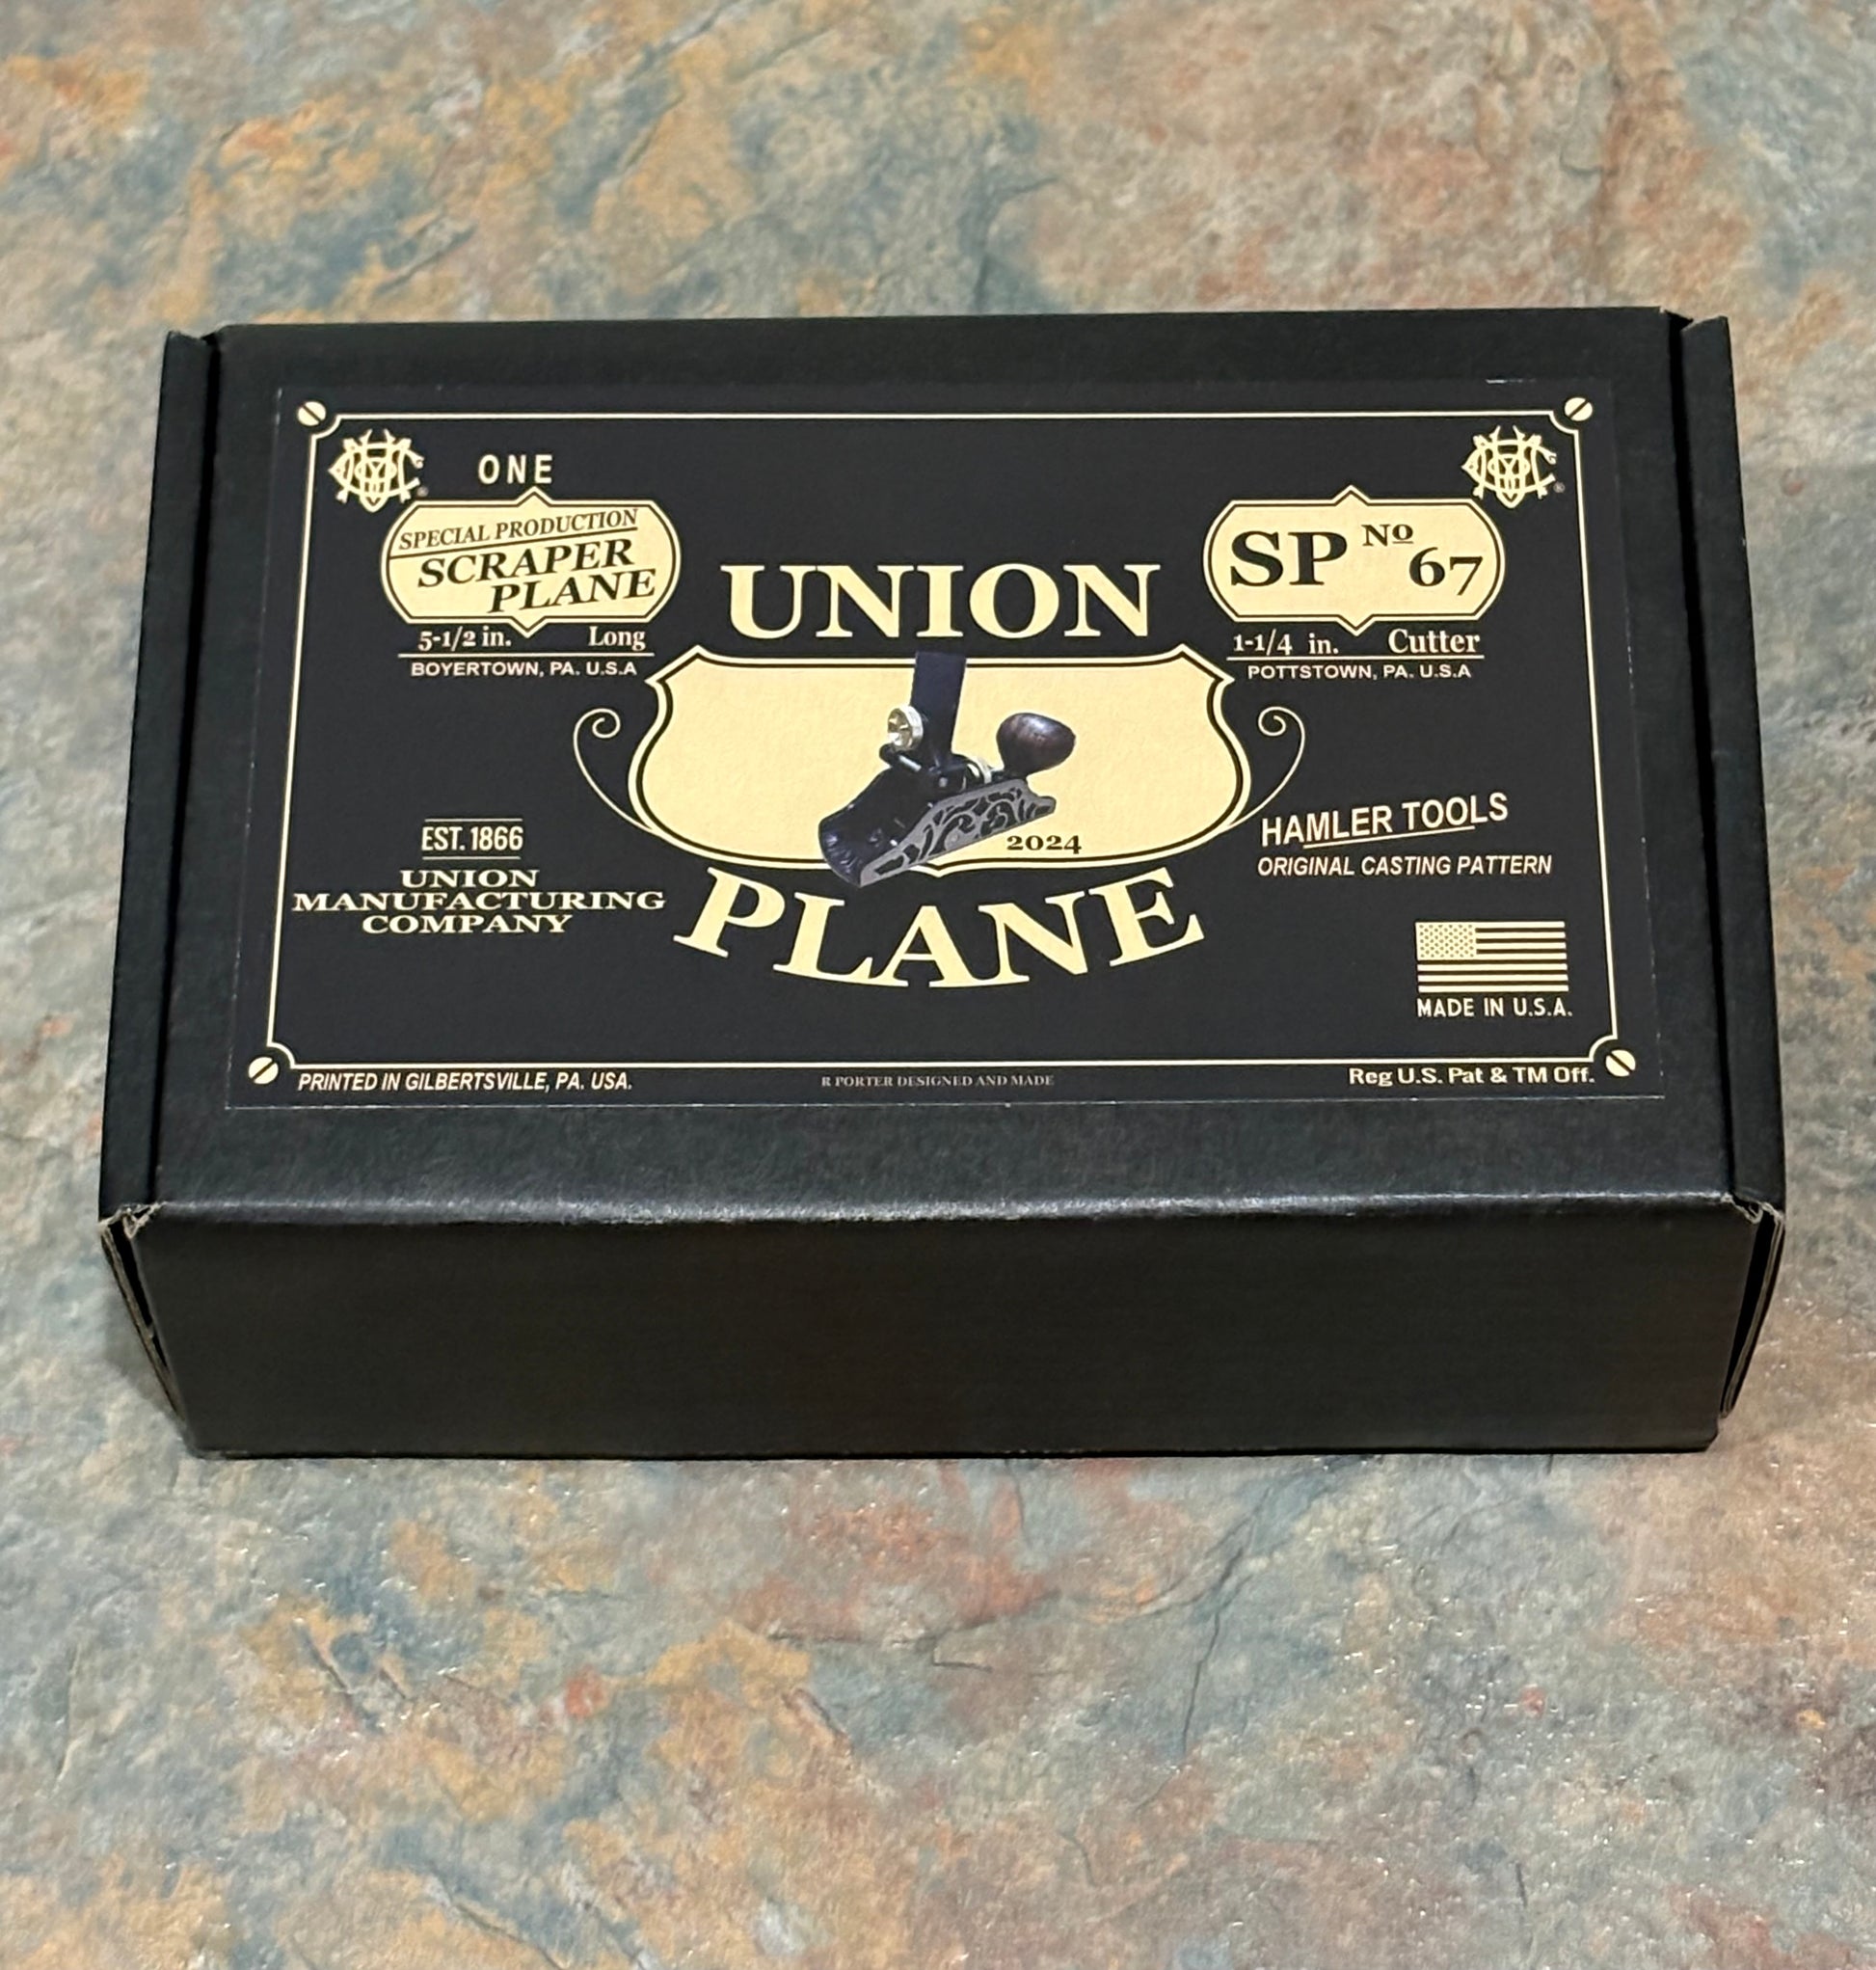 ONE
SPECIAL PRODUCTION
SCRAPER
PLANE
5-1/2 in. Long
BOYERTOWN, PA. U.S.A
SP No 67
1-1/4 in. Cutter
POTTSTOWN, PA. U.S.A
UNION
2024
PLANE
EST. 1866
UNION
MANUFACTURING
COMPANY
HAMLER TOOLS
ORIGINAL CASTING PATTERN
MADE IN U.S.A.
PRINTED IN GILBERTSVILLE, PA. USA.
R PORTER DESIGNED AND MADE
Reg U.S. Pat & TM Off.